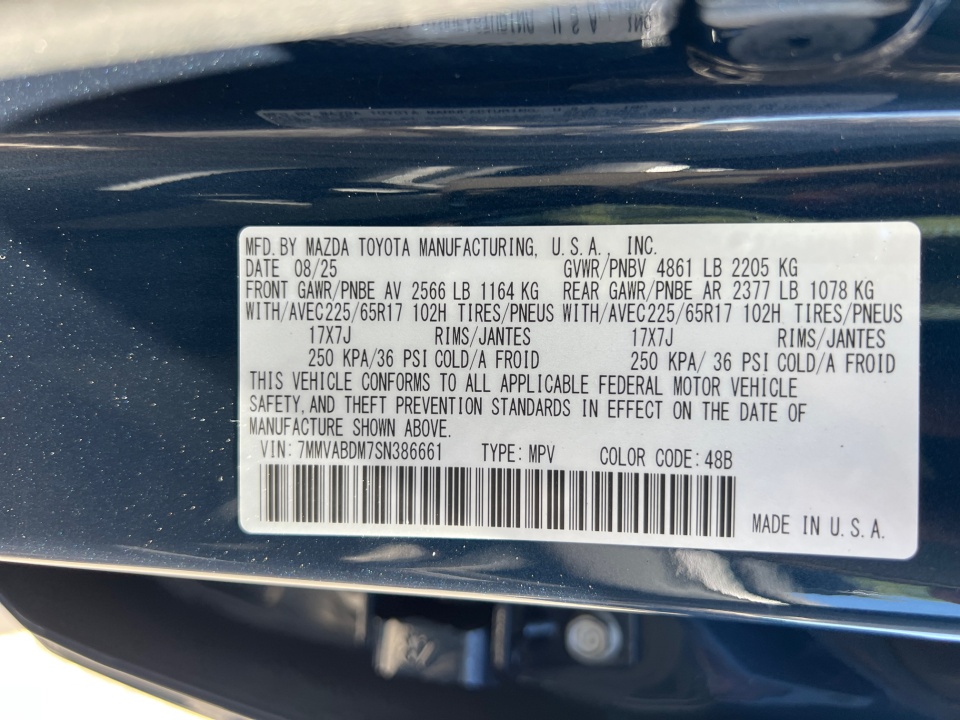 MFD. BY MAZDA TOYOTA MANUFACTURING, U.S.A., INC.
DATE 08/25 GVWR/PNBV 4861 LB 2205 KG
FRONT GAWR/PNBE AV 2566 LB 1164 KG REAR GAWR/PNBE AR 2377 LB 1078 KG
WITH/AVEC225/65R17 102H TIRES/PNEUS WITH/AVEC225/65R17 102H TIRES/PNEUS
17X7J RIMS/JANTES 17X7J RIMS/JANTES
250 KPA/36 PSI COLD/A FROID 250 KPA/ 36 PSI COLD/A FROID
THIS VEHICLE CONFORMS TO ALL APPLICABLE FEDERAL MOTOR VEHICLE
SAFETY, AND THEFT PREVENTION STANDARDS IN EFFECT ON THE DATE OF
MANUFACTURE SHOWN ABOVE.
VIN: 7MMVABDM7SN386661 TYPE: MPV COLOR CODE: 48B
MADE IN U.S.A.